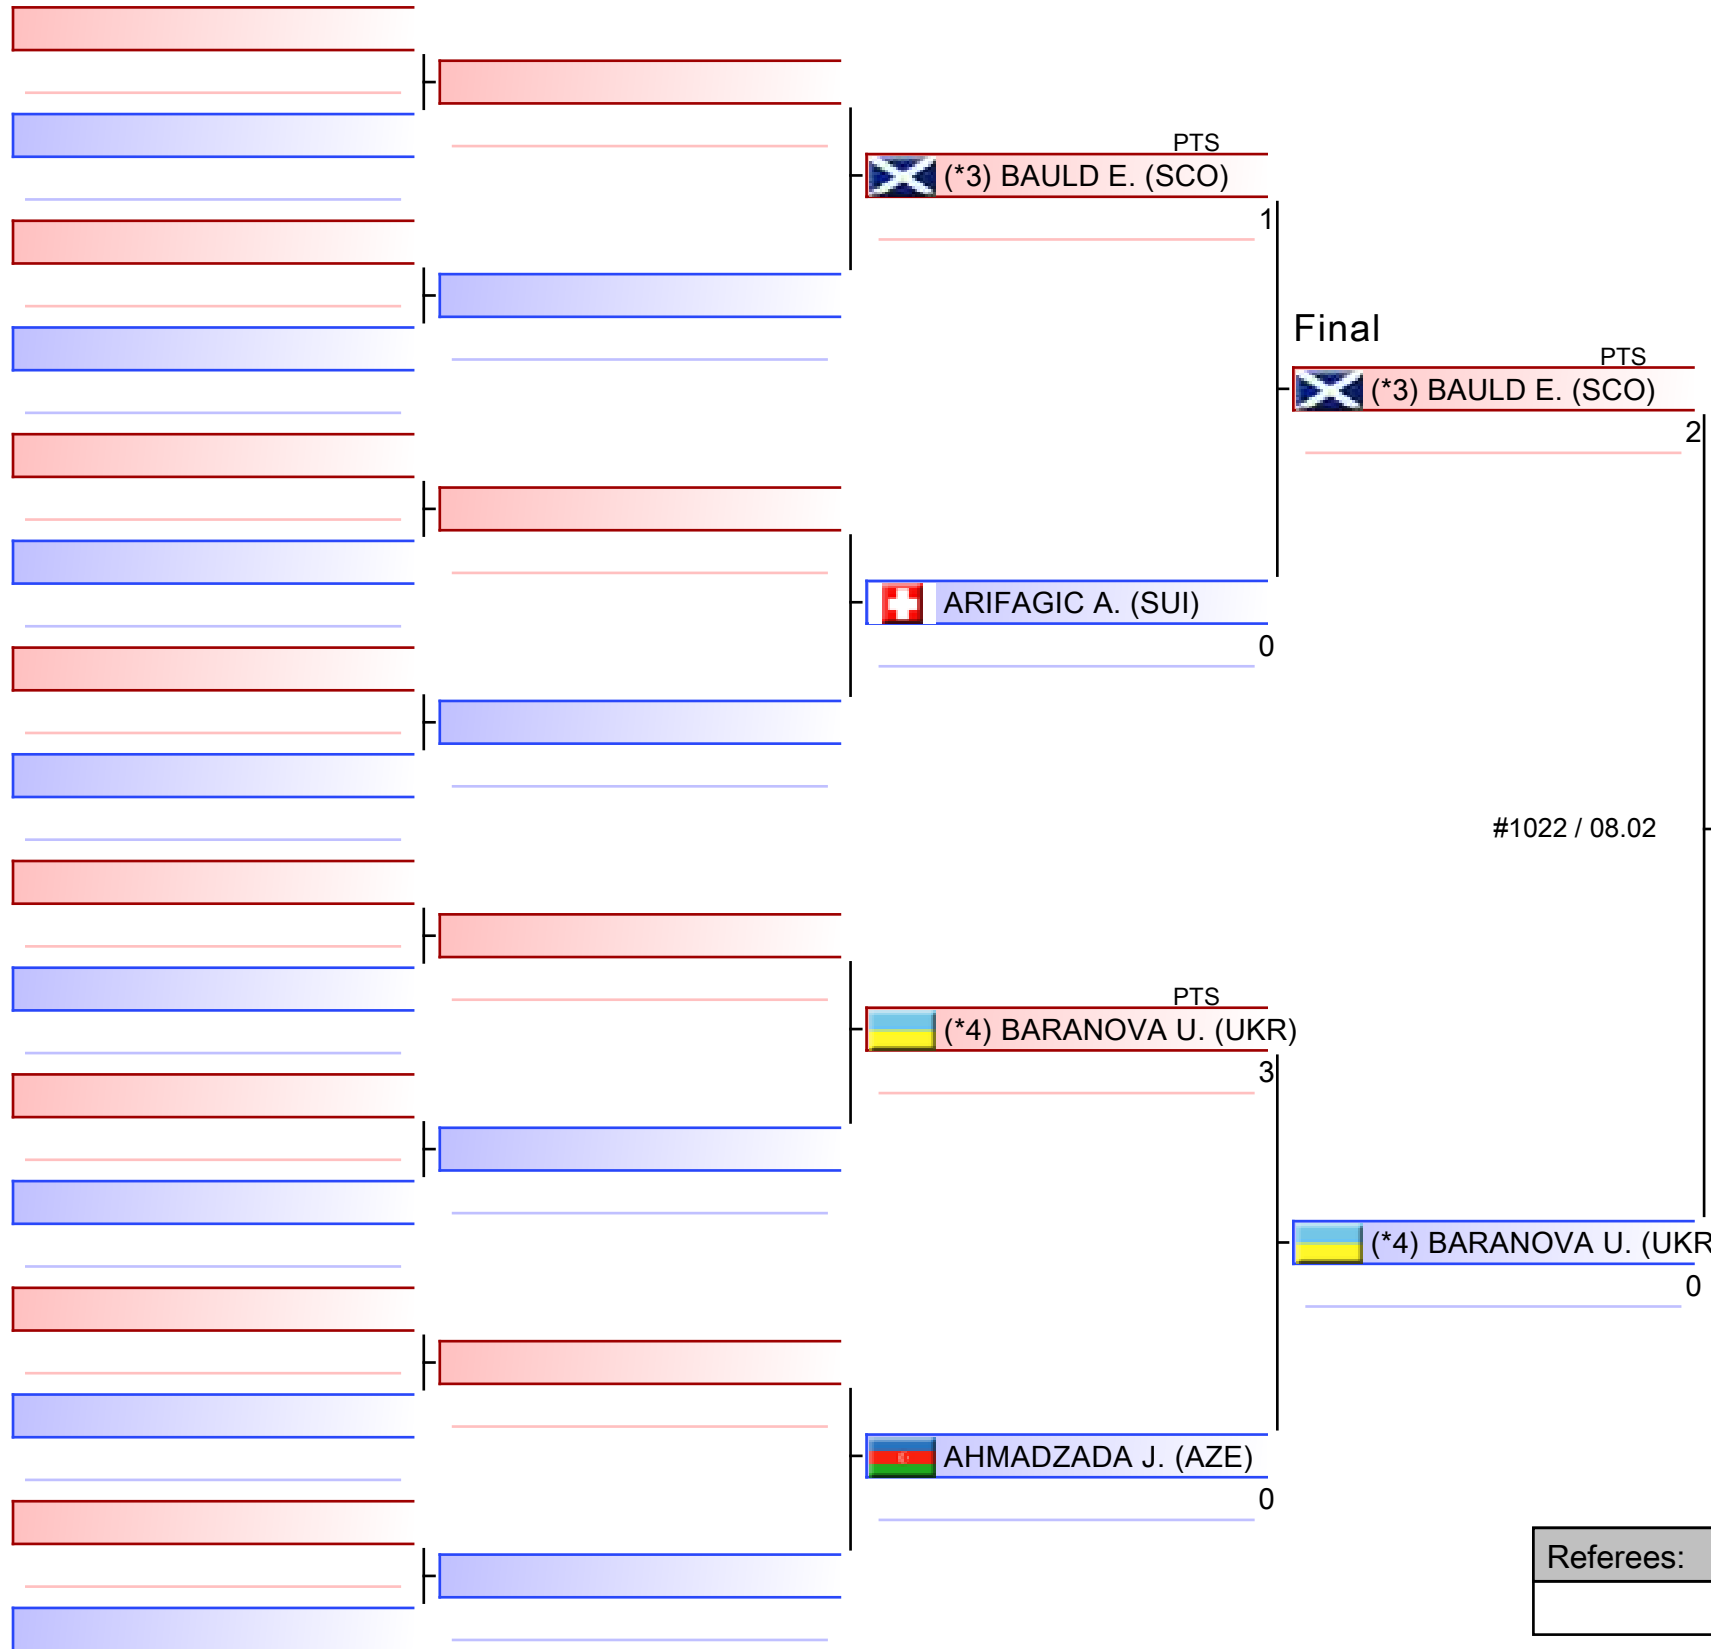 PTS
(*3) BAULD E. (SCO)
1
Final
PTS
(*3) BAULD E. (SCO)
2
ARIFAGIC A. (SUI)
0
#1022 / 08.02
PTS
(*4) BARANOVA U. (UKR)
3
(*4) BARANOVA U. (UKR
0
AHMADZADA J. (AZE)
0
Referees: